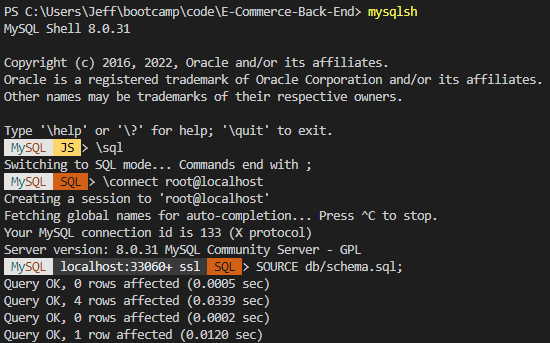 PS C:\Users\Jeff\bootcamp\code\E-Commerce-Back-End> mysqlsh
MySQL Shell 8.0.31
Copyright (c) 2016, 2022, Oracle and/or its affiliates.
Oracle is a registered trademark of Oracle Corporation and/or its affiliates.
Other names may be trademarks of their respective owners.
Type '\help' or '\?' for help; '\quit' to exit.
MySQL JS > \sql
Switching to SQL mode... Commands end with ;
MySQL SQL > \connect root@localhost
Creating a session to 'root@localhost'
Fetching global names for auto-completion... Press ^C to stop.
Your MySQL connection id is 133 (X protocol)
Server version: 8.0.31 MySQL Community Server - GPL
MySQL localhost:33060+ ssl SQL > SOURCE db/schema.sql;
Query OK, 0 rows affected (0.0005 sec)
Query OK, 4 rows affected (0.0339 sec)
Query OK, 0 rows affected (0.0002 sec)
Query OK, 1 row affected (0.0120 sec)